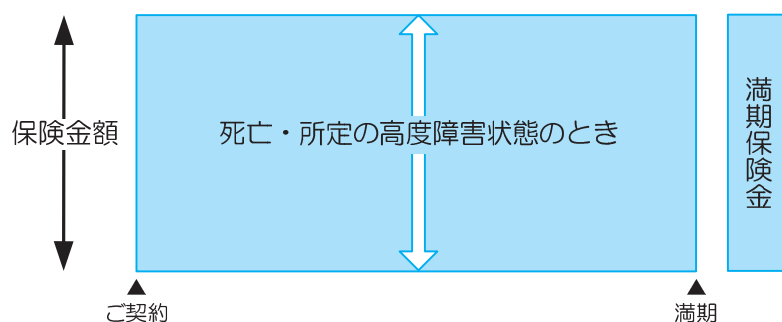 保険金額
死亡・所定の高度障害状態のとき
満期保険金
ご契約
満期